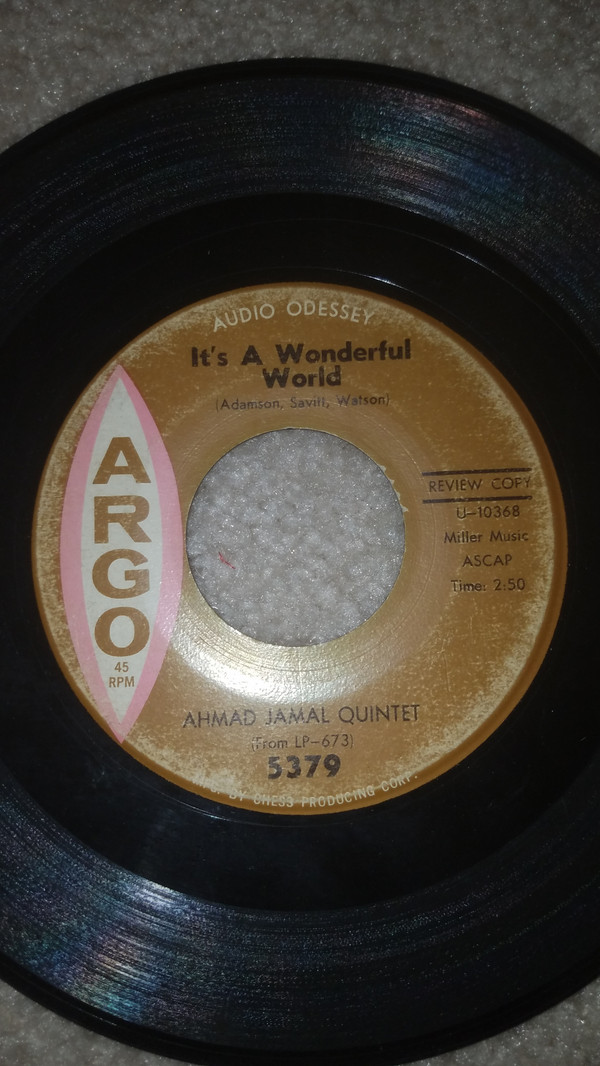 AUDIO ODESSEY
It's A Wonderful
World
(Adamson, Savitt, Watson)
ARGO
45
RPM
REVIEW COPY
U-10368
Miller Music
ASCAP
Time: 2:50
AHMAD JAMAL QUINTET
(From LP-673)
5379
BY CHESS PRODUCING CORP.